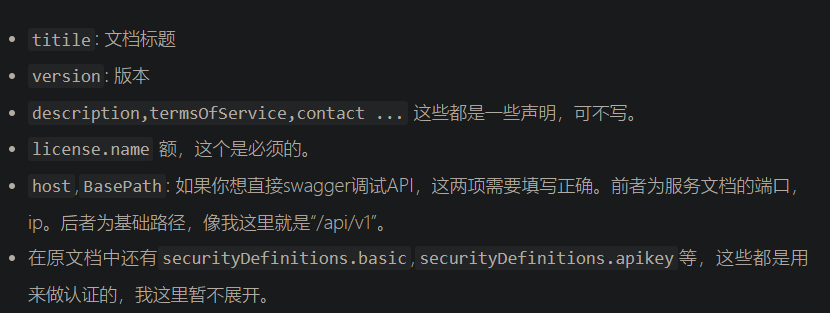 titile: 文档标题
version: 版本
description,termsOfService,contact ... 这些都是一些声明，可不写。
license.name 额，这个是必须的。
host,BasePath: 如果你想直接swagger调试API，这两项需要填写正确。前者为服务文档的端口，
ip。后者为基础路径，像我这里就是“/api/v1”。
在原文档中还有securityDefinitions.basic,securityDefinitions.apikey等，这些都是用
来做认证的，我这里暂不展开。